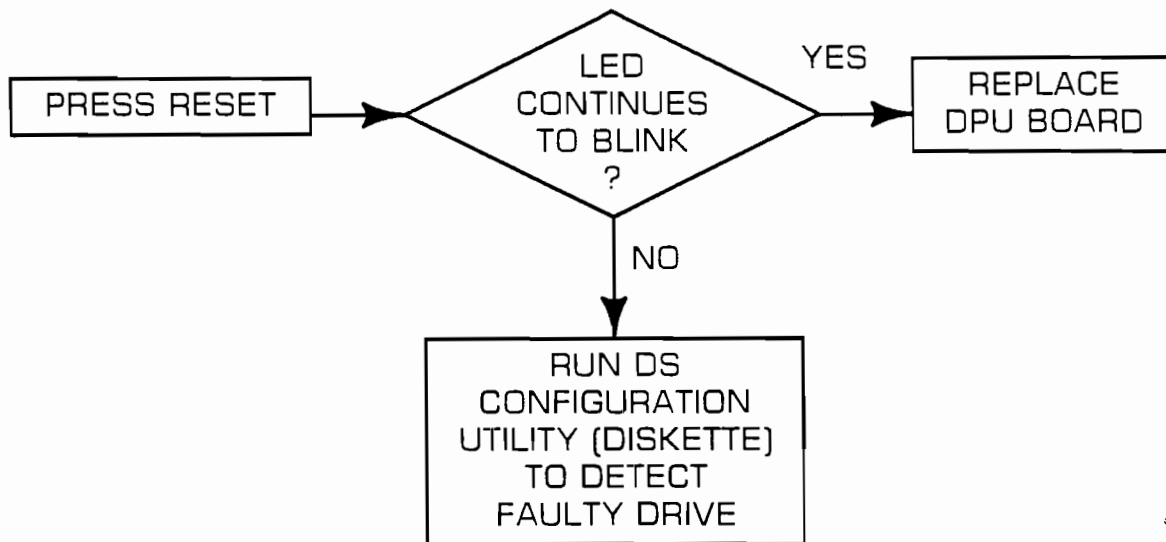 PRESS RESET
LED
CONTINUES
TO BLINK
?
YES
REPLACE
DPU BOARD
NO
RUN DS
CONFIGURATION
UTILITY (DISKETTE)
TO DETECT
FAULTY DRIVE